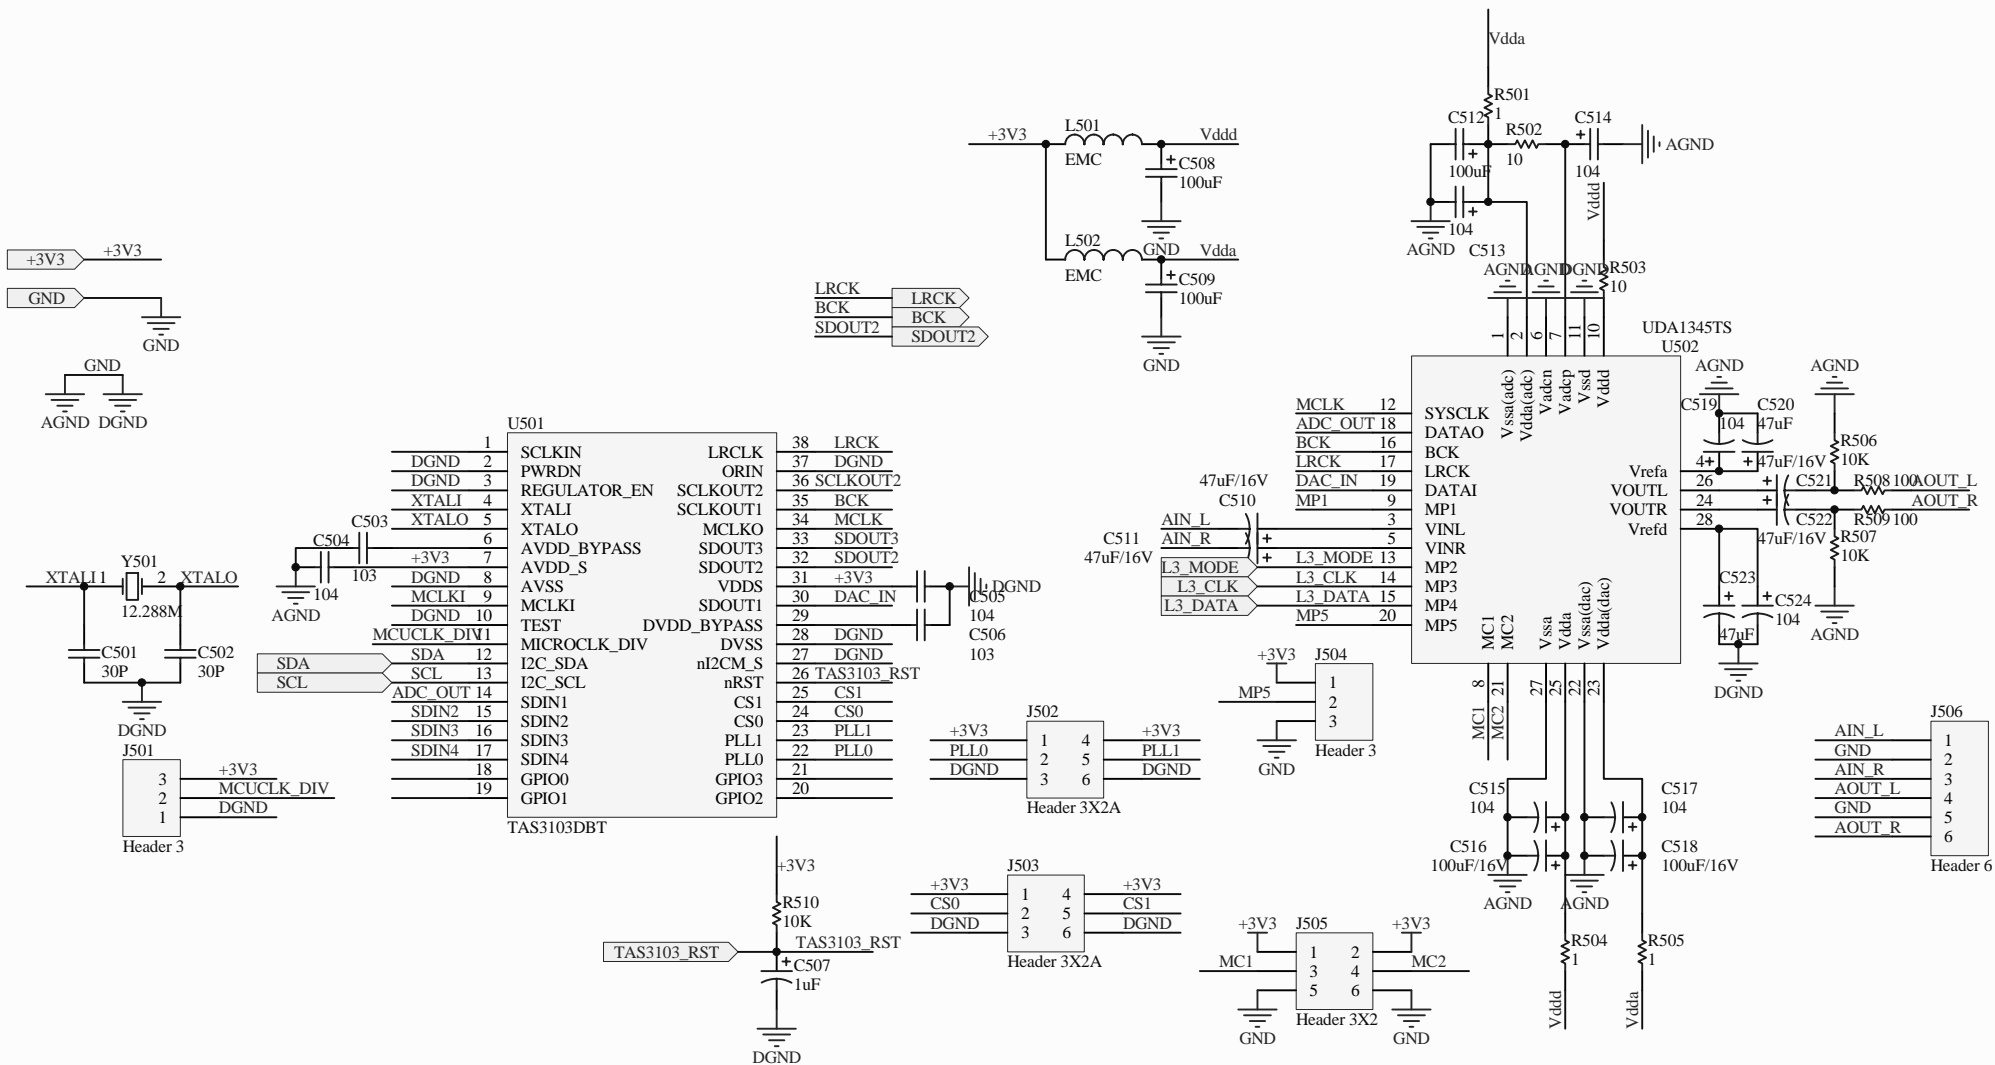 +3V3 +3V3
GND
GND
GND
AGND DGND
XTALI 1 Y501 2 XTALO
12.288M
C501
30P
C502
30P
DGND
J501
3 +3V3
2 MCUCLK_DIV
1 DGND
Header 3
C503
C504
103
104
AGND
SDA
SCL
U501
1 SCLKIN
DGND 2 PWRDN
DGND 3 REGULATOR_EN
XTALI 4 XTALI
XTALO 5 XTALO
6 AVDD_BYPASS
+3V3 7 AVDD_S
DGND 8 AVSS
MCLKI 9 MCLKI
DGND 10 TEST
MCUCLK_DIV 11 MICROCLK_DIV
SDA 12 I2C_SDA
SCL 13 I2C_SCL
ADC_OUT 14 SDIN1
SDIN2 15 SDIN2
SDIN3 16 SDIN3
SDIN4 17 SDIN4
18 GPIO0
19 GPIO1
LRCLK 38 LRCK
ORIN 37 DGND
SCLKOUT2 36 SCLKOUT2
SCLKOUT1 35 BCK
MCLKO 34 MCLK
SDOUT3 33 SDOUT3
SDOUT2 32 SDOUT2
VDDS 31 +3V3
SDOUT1 30 DAC_IN
DVDD_BYPASS 29
DVSS 28 DGND
nI2CM_S 27 DGND
nRST 26 TAS3103_RST
CS1 25 CS1
CS0 24 CS0
PLL1 23 PLL1
PLL0 22 PLL0
GPIO3 21
GPIO2 20
TAS3103DBT
DGND
C505
104
C506
103
+3V3
R510
10K
TAS3103_RST TAS3103_RST
C507
1uF
DGND
LRCK LRCK
BCK BCK
SDOUT2 SDOUT2
+3V3 L501 Vddd
EMC
C508
100uF
GND
L502 Vdda
EMC
C509
100uF
GND
J502
+3V3 1 4 +3V3
PLL0 2 5 PLL1
DGND 3 6 DGND
Header 3X2A
J503
+3V3 1 4 +3V3
CS0 2 5 CS1
DGND 3 6 DGND
Header 3X2A
+3V3 J504
1
MP5 2
3
GND Header 3
+3V3 J505 +3V3
1 2
MC1 3 4 MC2
5 6
GND Header 3X2 GND
Vdda
R501
1
C512
100uF
R502
10
C514
104
AGND
104
C513
AGND
Vddd
AGND AGND DGND R503
10
1 2 6 7 11 10
UDA1345TS
U502
Vssa(adc) Vdda(adc) Vadcn Vadcp Vssd Vddd
MCLK 12 SYSCLK
ADC_OUT 18 DATAO
BCK 16 BCK
LRCK 17 LRCK
DAC_IN 19 DATAI
MP1 9 MP1
3 VINL
5 VINR
L3_MODE L3_MODE 13 MP2
L3_CLK L3_CLK 14 MP3
L3_DATA L3_DATA 15 MP4
MP5 20 MP5
47uF/16V
C510
AIN_L
AIN_R
C511
47uF/16V
Vrefa 4
VOUTL 26
VOUTR 24
Vrefd 28
MC1 MC2 Vssa Vdda Vssa(dac) Vdda(dac)
8 21 27 25 22 23
MC1 MC2
AGND AGND
C519
104
C520
47uF
R506
10K
47uF/16V
C521
R508 100 AOUT_L
AOUT_R
C522
47uF/16V
R509 100
R507
10K
AGND
C523
47uF
C524
104
DGND
C515
104
C516
100uF/16V
C517
104
C518
100uF/16V
AGND AGND
R504
1
R505
1
Vddd Vdda
J506
AIN_L 1
GND 2
AIN_R 3
AOUT_L 4
GND 5
AOUT_R 6
Header 6